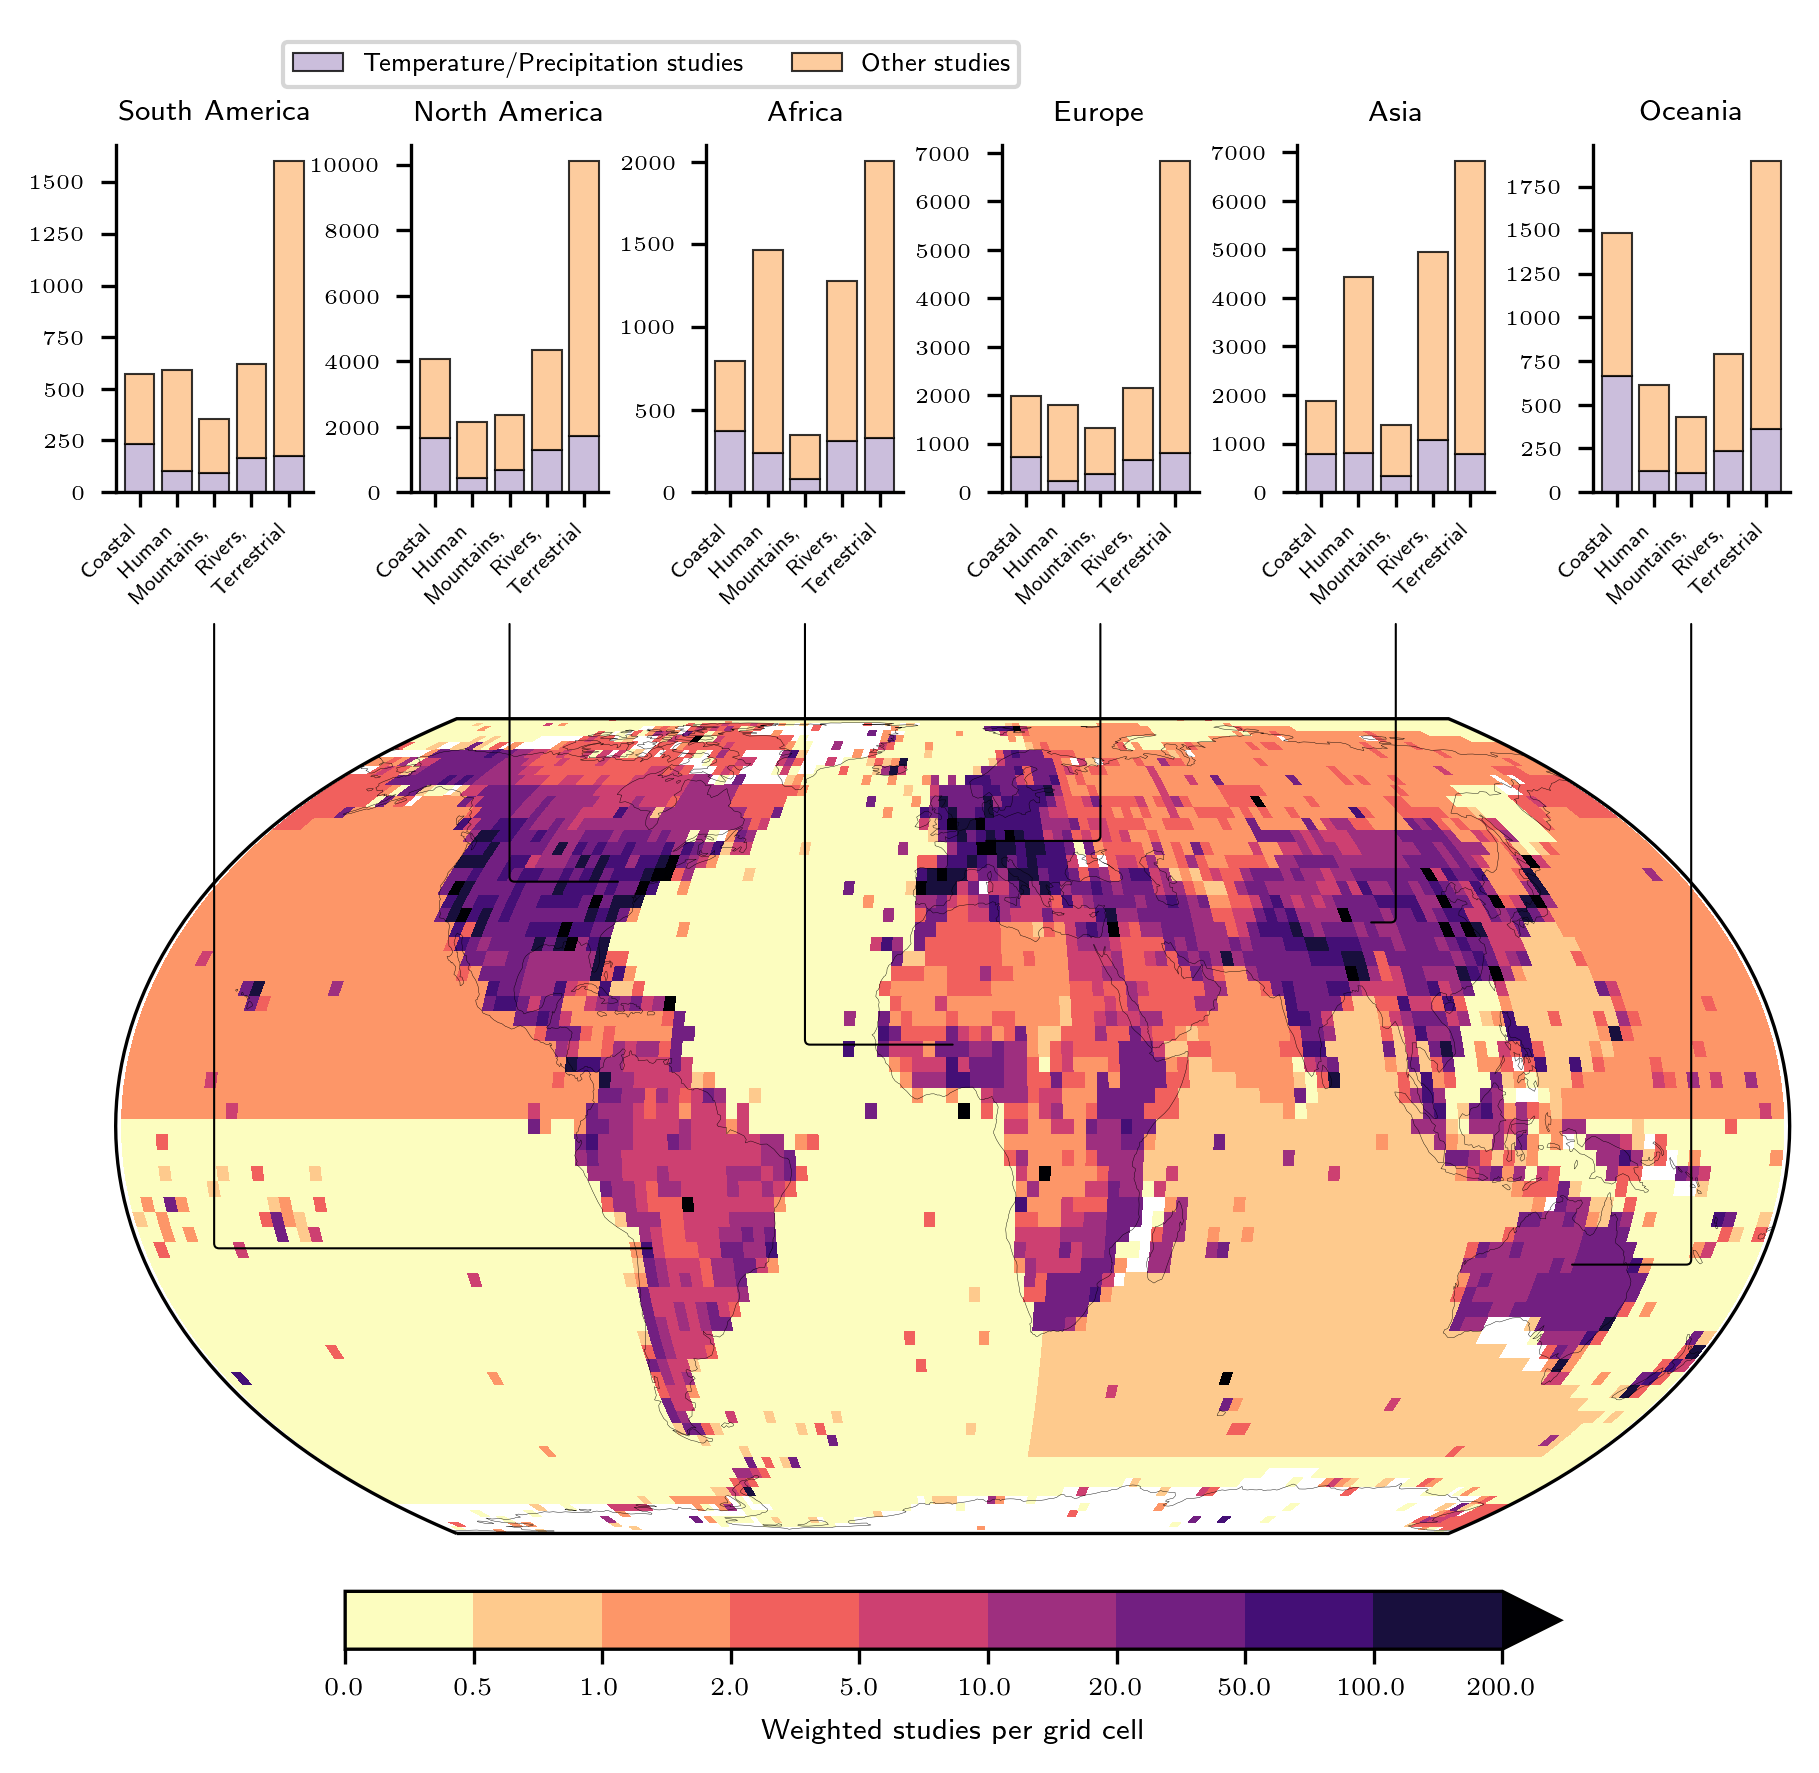 Temperature/Precipitation studies Other studies
South America North America Africa Europe Asia Oceania
1500
1250
1000
750
500
250
0
Coastal
Human
Mountains,
Rivers,
Terrestrial
10000
8000
6000
4000
2000
0
Coastal
Human
Mountains,
Rivers,
Terrestrial
2000
1500
1000
500
0
Coastal
Human
Mountains,
Rivers,
Terrestrial
7000
6000
5000
4000
3000
2000
1000
0
Coastal
Human
Mountains,
Rivers,
Terrestrial
7000
6000
5000
4000
3000
2000
1000
0
Coastal
Human
Mountains,
Rivers,
Terrestrial
1750
1500
1250
1000
750
500
250
0
Coastal
Human
Mountains,
Rivers,
Terrestrial
0.0 0.5 1.0 2.0 5.0 10.0 20.0 50.0 100.0 200.0
Weighted studies per grid cell